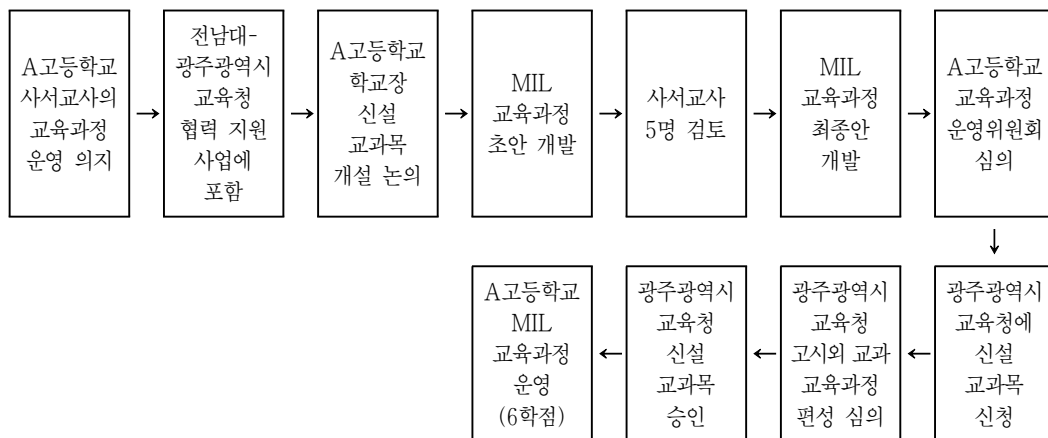 A고등학교
사서교사의
교육과정
운영 의지
→
전남대-
광주광역시
교육청
협력 지원
사업에
포함
→
A고등학교
학교장
신설
교과목
개설 논의
→
MIL
교육과정
초안 개발
→
사서교사
5명 검토
→
MIL
교육과정
최종안
개발
→
A고등학교
교육과정
운영위원회
심의
↓
광주광역시
교육청에
신설
교과목
신청
←
광주광역시
교육청
고시외 교과
교육과정
편성 심의
←
광주광역시
교육청
신설
교과목
승인
←
A고등학교
MIL
교육과정
운영
(6학점)